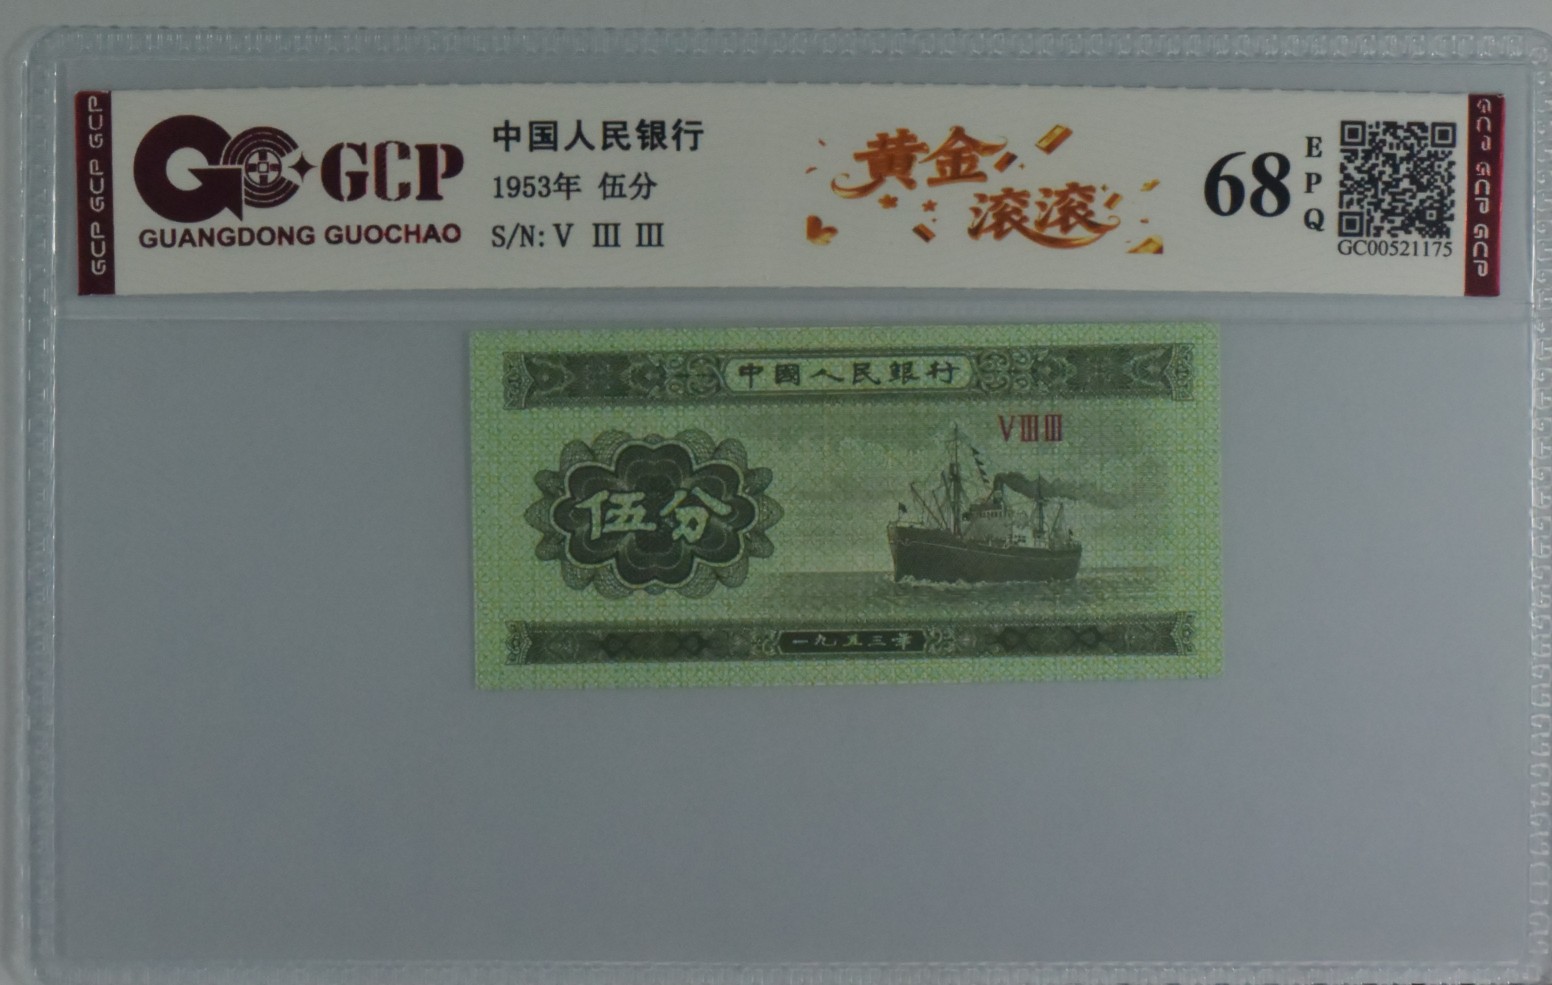 GCP GCP GCP
GCP
GUANGDONG GUOCHAO
中国人民银行
1953年 伍分
S/N: V Ⅲ Ⅲ
黄金
滚滚
68
E
P
Q
GC00521175
GCP GCP GCP
中國人民銀行
VⅢⅢ
伍分
一九五三年